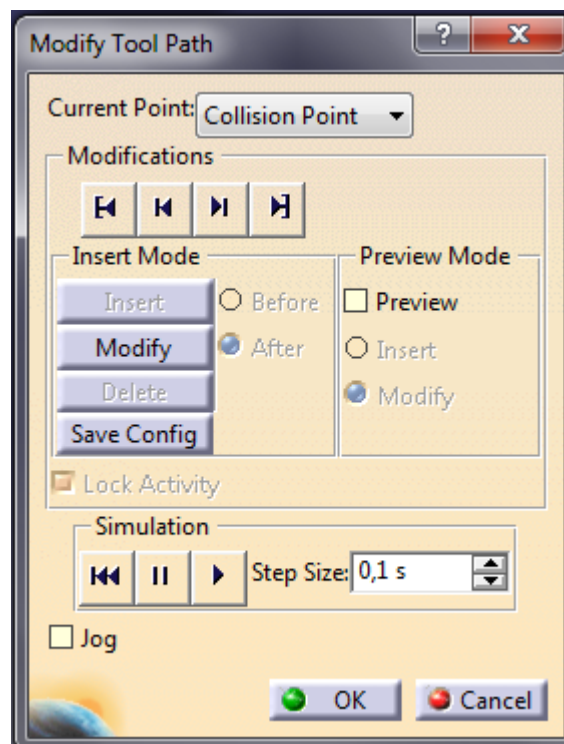 Modify Tool Path
?
x
Current Point: Collision Point
Modifications
Insert Mode
Preview Mode
Insert
Before
Preview
Modify
After
Insert
Delete
Modify
Save Config
Lock Activity
Simulation
Step Size: 0,1 s
Jog
OK
Cancel